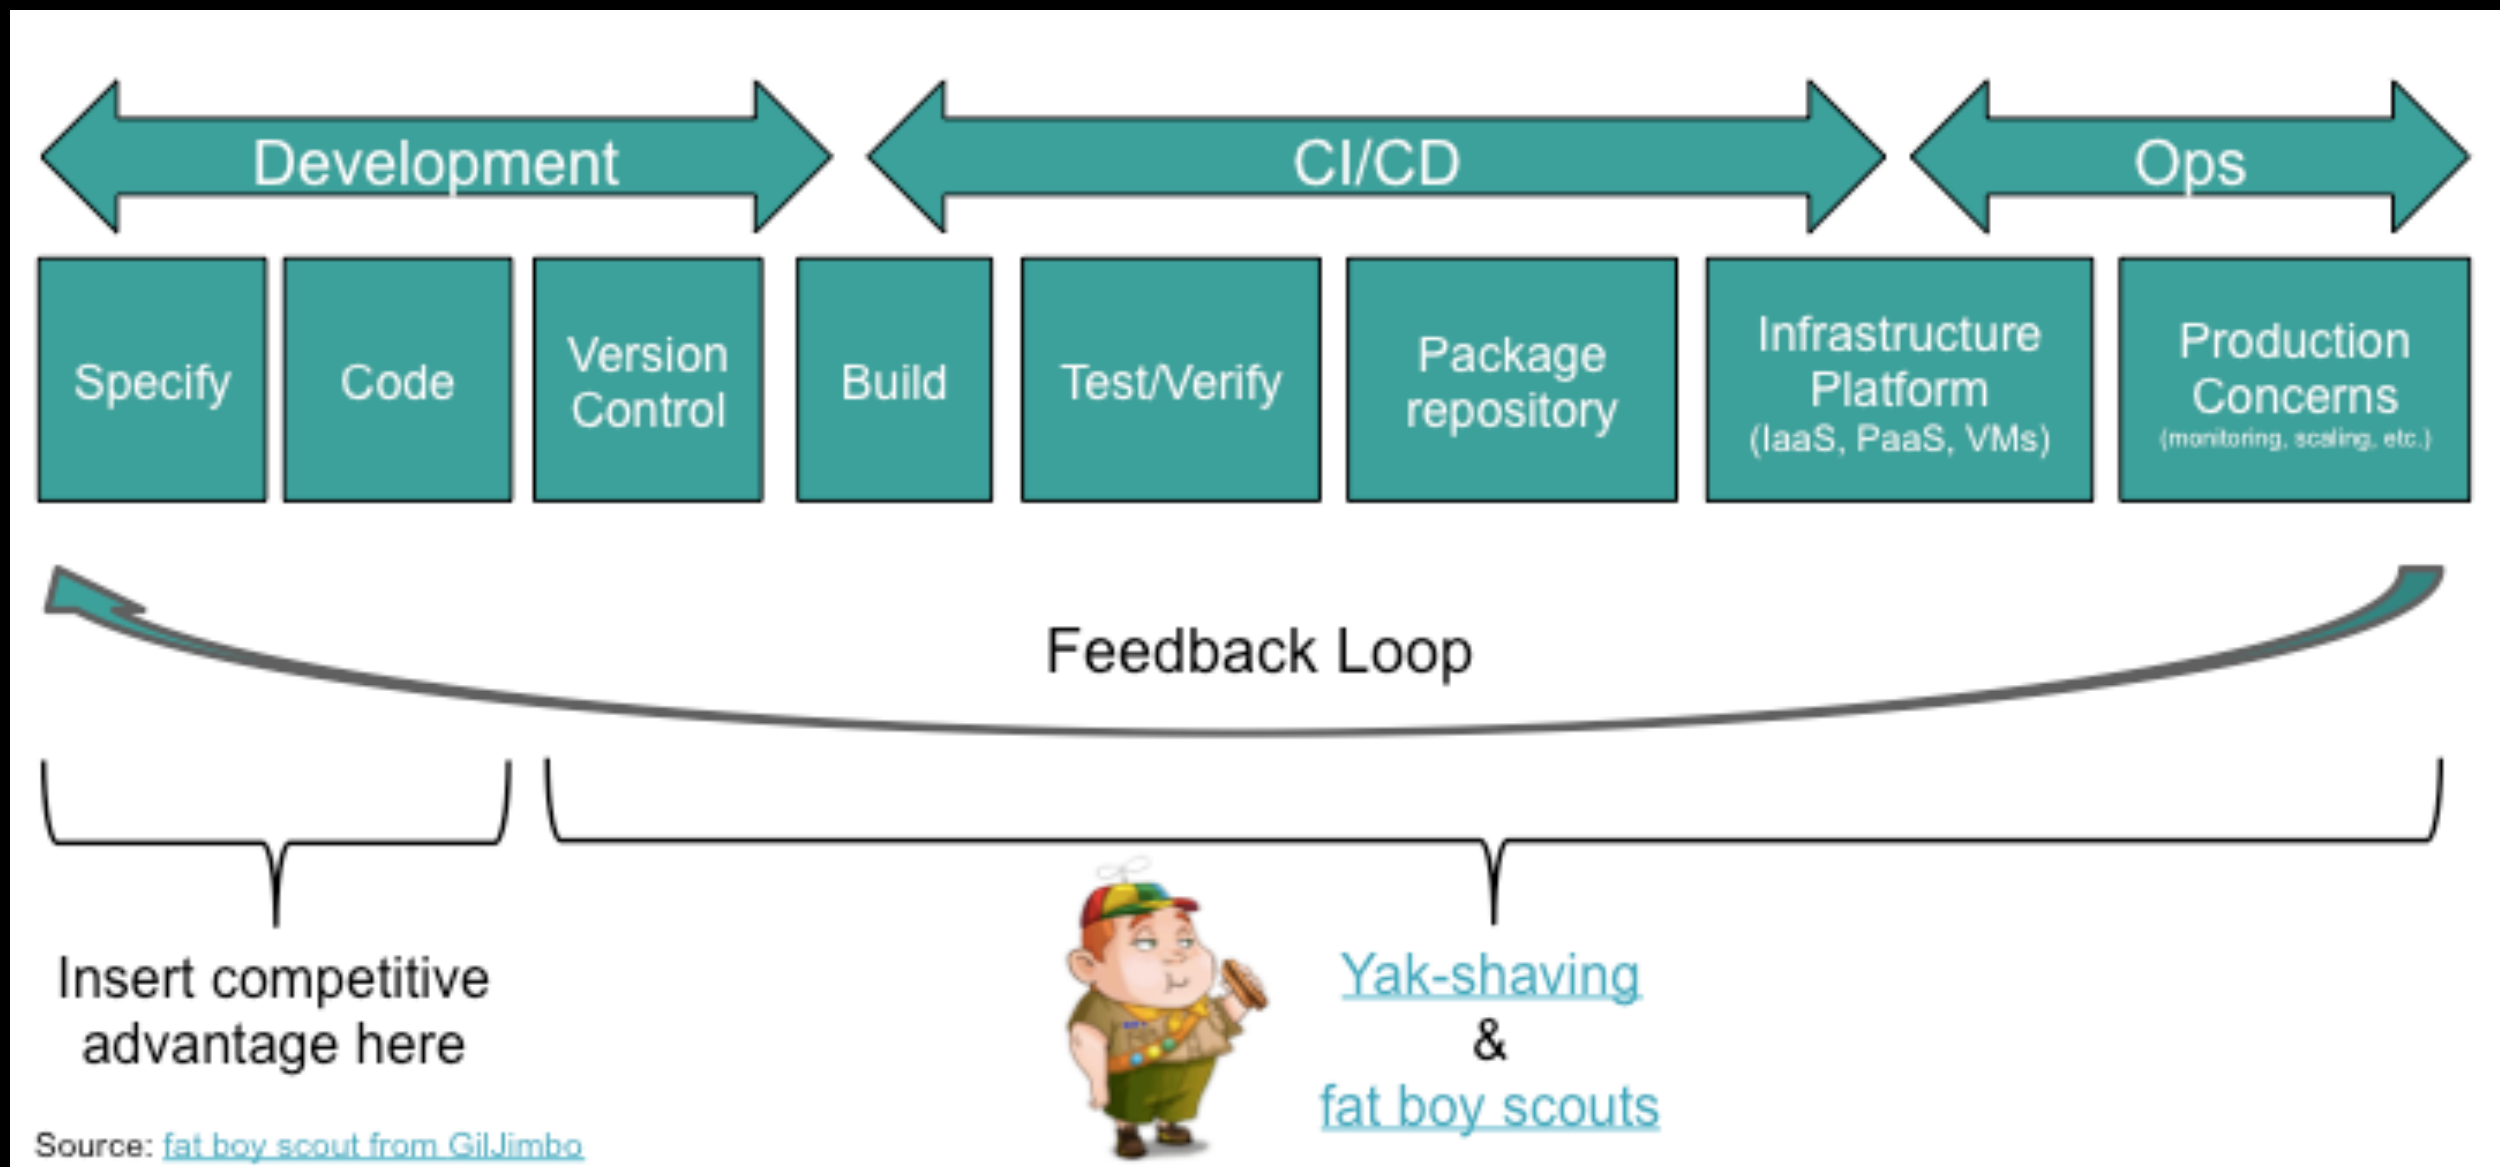 Development
CI/CD
Ops
Specify
Code
Version
Control
Build
Test/Verify
Package
repository
Infrastructure
Platform
(IaaS, PaaS, VMs)
Production
Concerns
(monitoring, scaling, etc.)
Feedback Loop
Insert competitive
advantage here
Yak-shaving
&
fat boy scouts
Source: fat boy scout from GilJimbo